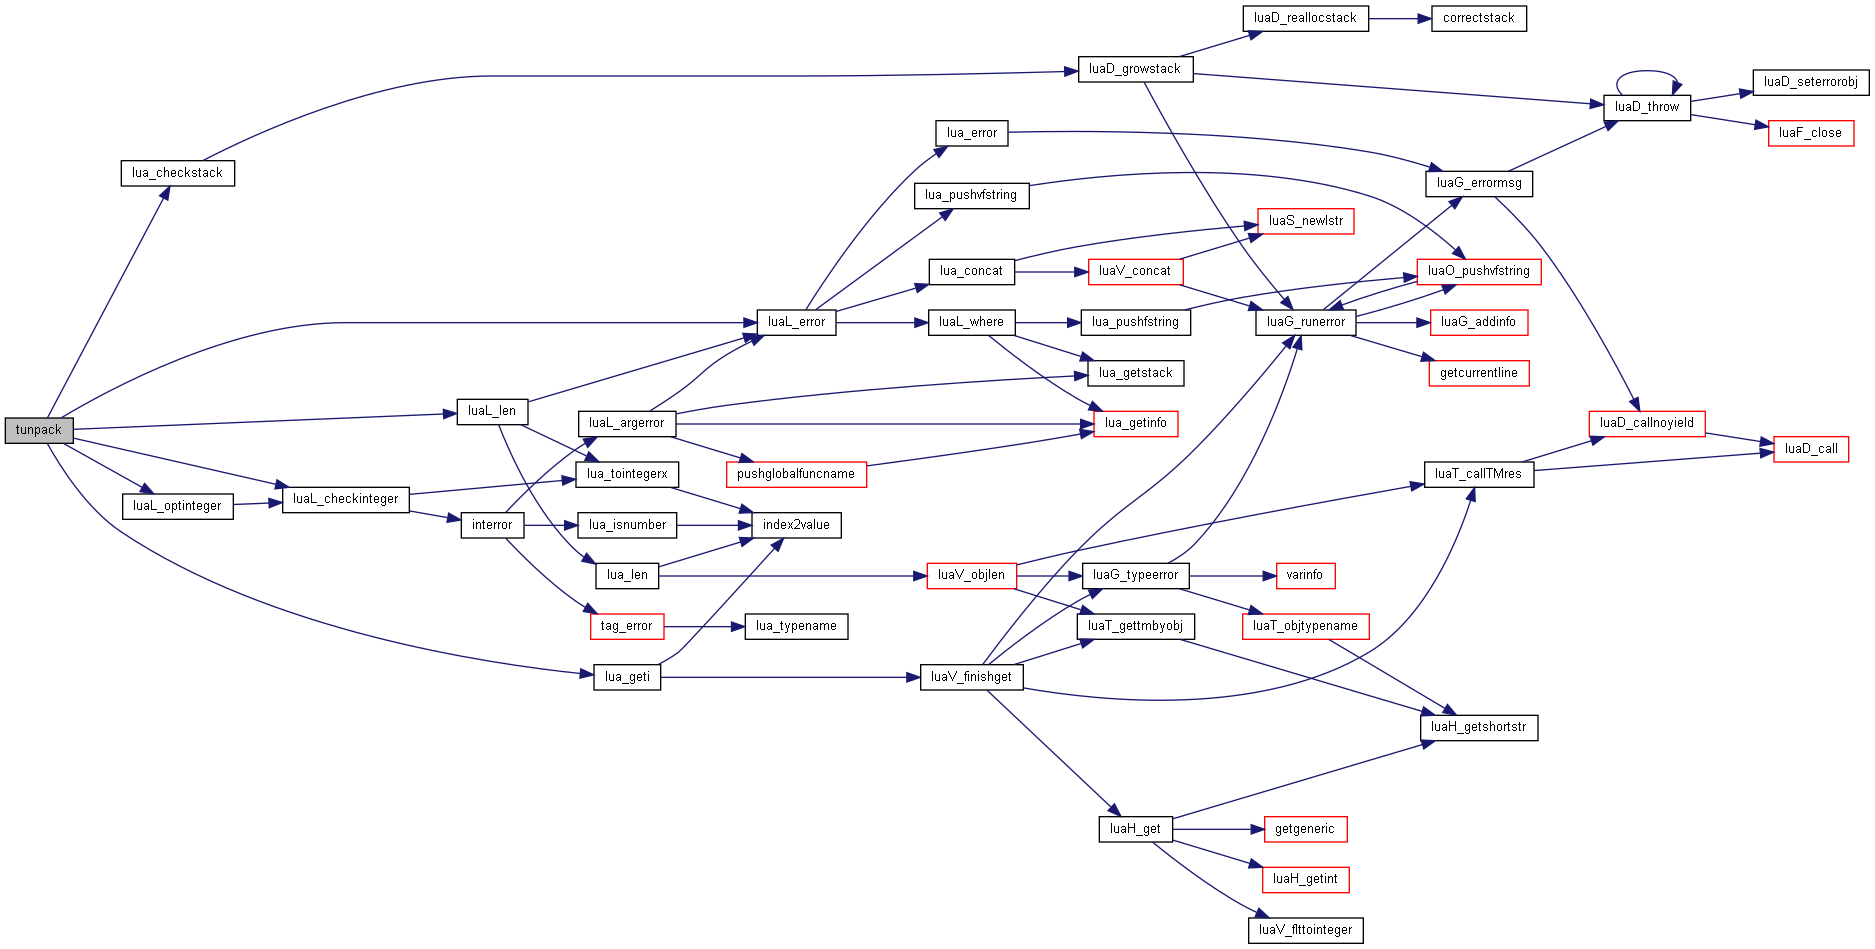 luaD_reallocstack
correctstack
luaD_growstack
luaD_seterrorobj
luaD_throw
lua_error
luaF_close
lua_checkstack
luaG_errormsg
lua_pushvfstring
luaS_newlstr
lua_concat
luaV_concat
luaO_pushvfstring
luaL_error
luaL_where
lua_pushfstring
luaG_runerror
luaG_addinfo
lua_getstack
getcurrentline
luaL_len
luaL_argerror
lua_getinfo
luaD_callnoyield
tunpack
luaD_call
pushglobalfuncname
lua_tointegerx
luaT_callTMres
luaL_checkinteger
luaL_optinteger
interror
lua_isnumber
index2value
lua_len
luaV_objlen
luaG_typeerror
varinfo
tag_error
lua_typename
luaT_gettmbyobj
luaT_objtypename
lua_geti
luaV_finishget
luaH_getshortstr
luaH_get
getgeneric
luaH_getint
luaV_flttointeger